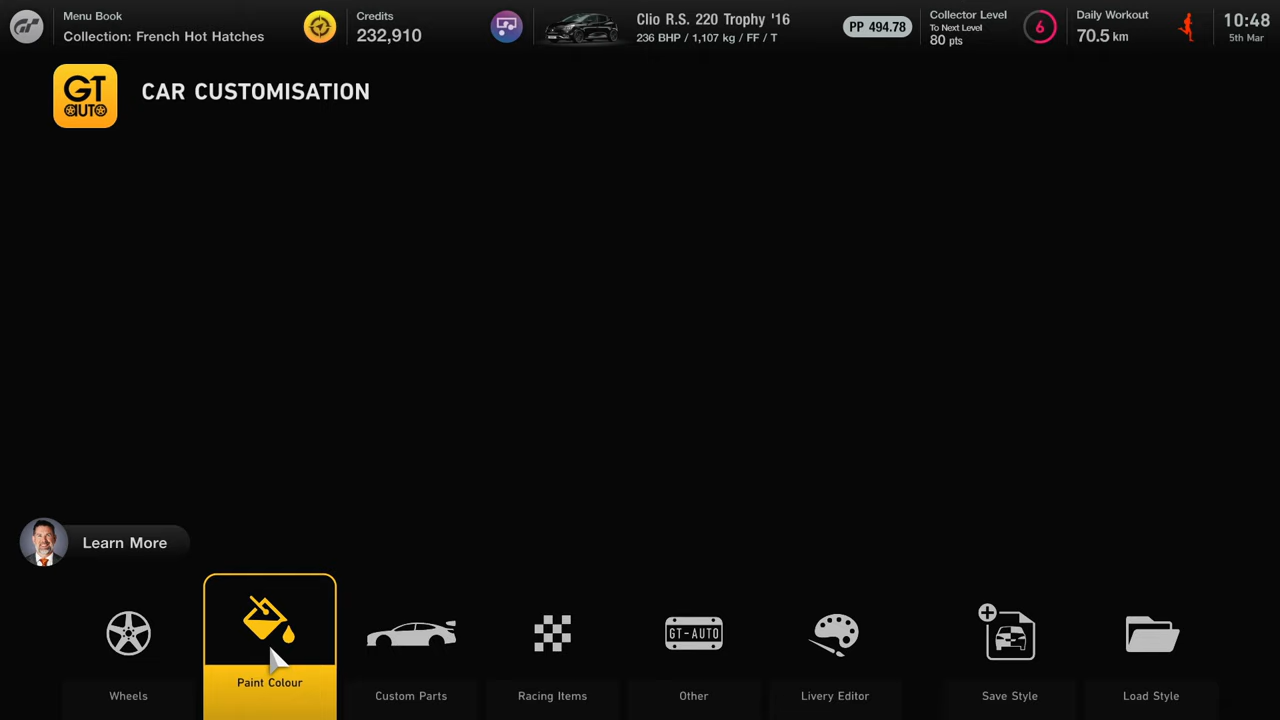 Menu Book
Collection: French Hot Hatches
Credits
232,910
Clio R.S. 220 Trophy '16
236 BHP / 1,107 kg / FF / T
PP 494.78
Collector Level
To Next Level
80 pts
6
Daily Workout
70.5 km
10:48
5th Mar
GT
AUTO
CAR CUSTOMISATION
Learn More
GT-AUTO
Wheels
Paint Colour
Custom Parts
Racing Items
Other
Livery Editor
Save Style
Load Style